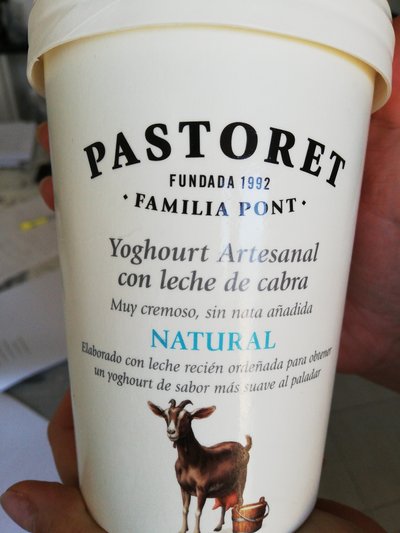 PASTORET
FUNDADA 1992
· FAMILIA PONT ·
Yoghourt Artesanal
con leche de cabra
Muy cremoso, sin nata añadida
NATURAL
Elaborado con leche recién ordeñada para obtener
un yoghourt de sabor más suave al paladar